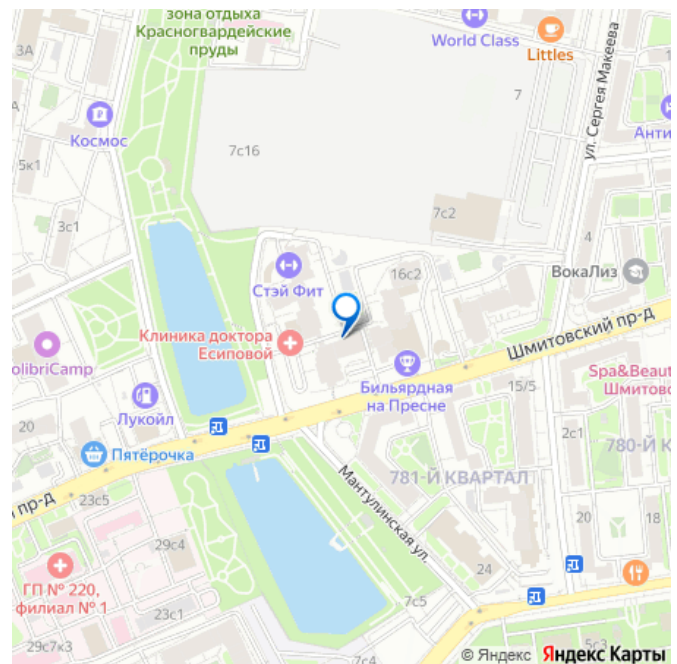 зона отдыха
Красногвардейские
пруды
World Class
Littles
3А
ул. Сергея Макеева
7
Космос
Анти
5к1
7с16
7с2
3с1
4
16с2
ВокаЛиз
Стэй Фит
Клиника доктора
Есиповой
Шмитовский пр-д
olibriCamp
Бильярдная
на Пресне
15/5
Spa&Beaut
Шмитовс
Лукойл
20
2с1
780-Й К
Пятёрочка
781-Й КВАРТАЛ
й пр-д
23с5
Мантулинская ул.
20
18
29с4
ГП № 220,
филиал № 1
24
23с1
7с5
29с7к3
7с4
5с3
© Яндекс Яндекс Карты